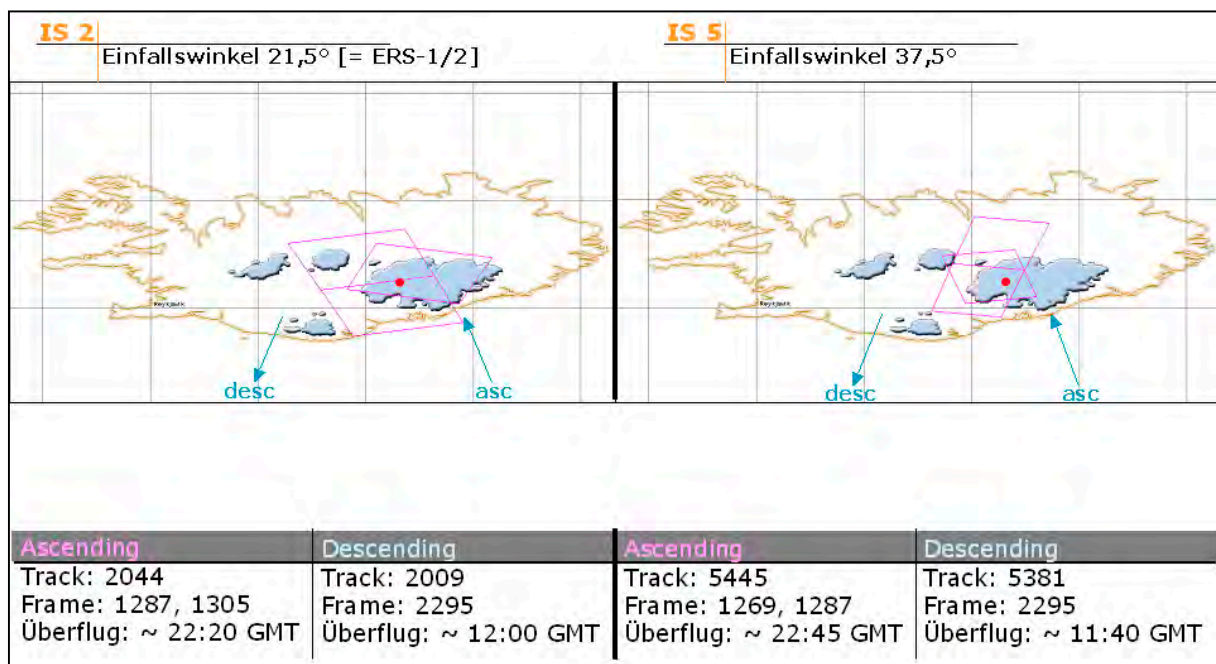 IS 2
Einfallswinkel 21,5° [= ERS-1/2]
Reykjavik
desc
asc
IS 5
Einfallswinkel 37,5°
Reykjavik
desc
asc
Ascending
Track: 2044
Frame: 1287, 1305
Überflug: ~ 22:20 GMT
Descending
Track: 2009
Frame: 2295
Überflug: ~ 12:00 GMT
Ascending
Track: 5445
Frame: 1269, 1287
Überflug: ~ 22:45 GMT
Descending
Track: 5381
Frame: 2295
Überflug: ~ 11:40 GMT